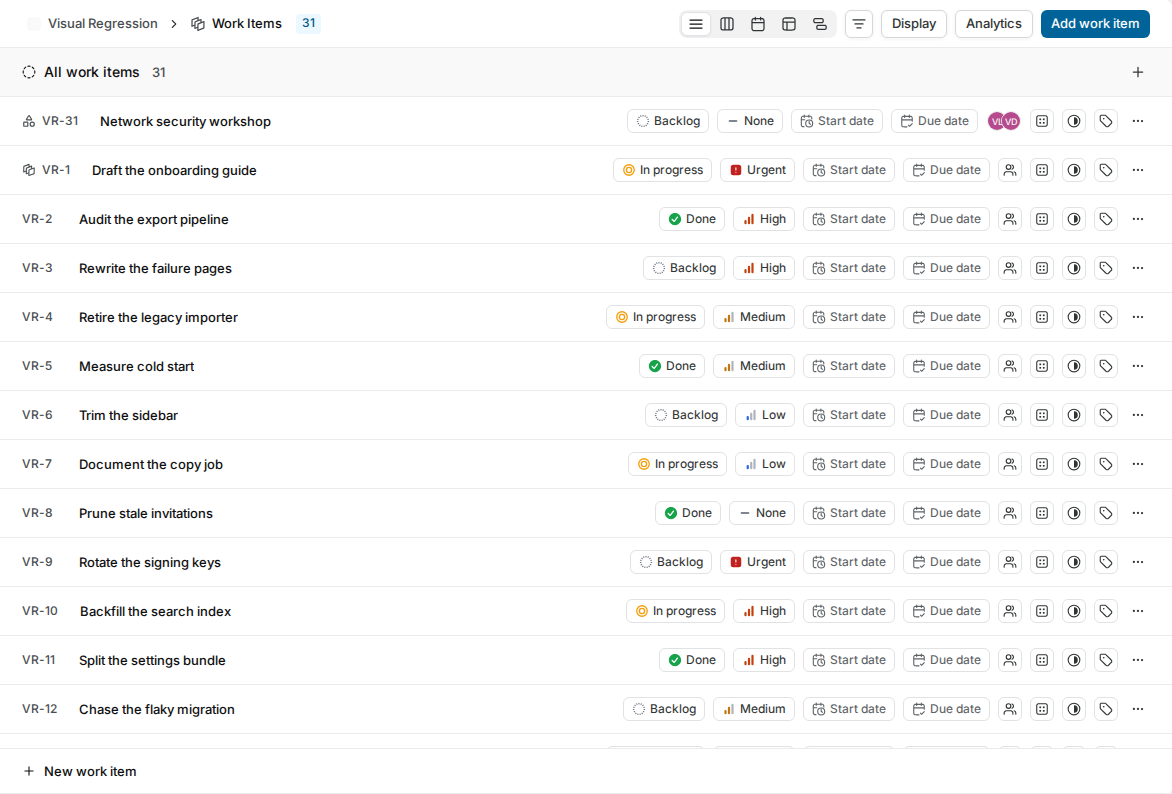 Visual Regression > Work Items 31 Display Analytics Add work item
All work items 31
VR-31 Network security workshop Backlog None Start date Due date VL VD
VR-1 Draft the onboarding guide In progress Urgent Start date Due date
VR-2 Audit the export pipeline Done High Start date Due date
VR-3 Rewrite the failure pages Backlog High Start date Due date
VR-4 Retire the legacy importer In progress Medium Start date Due date
VR-5 Measure cold start Done Medium Start date Due date
VR-6 Trim the sidebar Backlog Low Start date Due date
VR-7 Document the copy job In progress Low Start date Due date
VR-8 Prune stale invitations Done None Start date Due date
VR-9 Rotate the signing keys Backlog Urgent Start date Due date
VR-10 Backfill the search index In progress High Start date Due date
VR-11 Split the settings bundle Done High Start date Due date
VR-12 Chase the flaky migration Backlog Medium Start date Due date
New work item